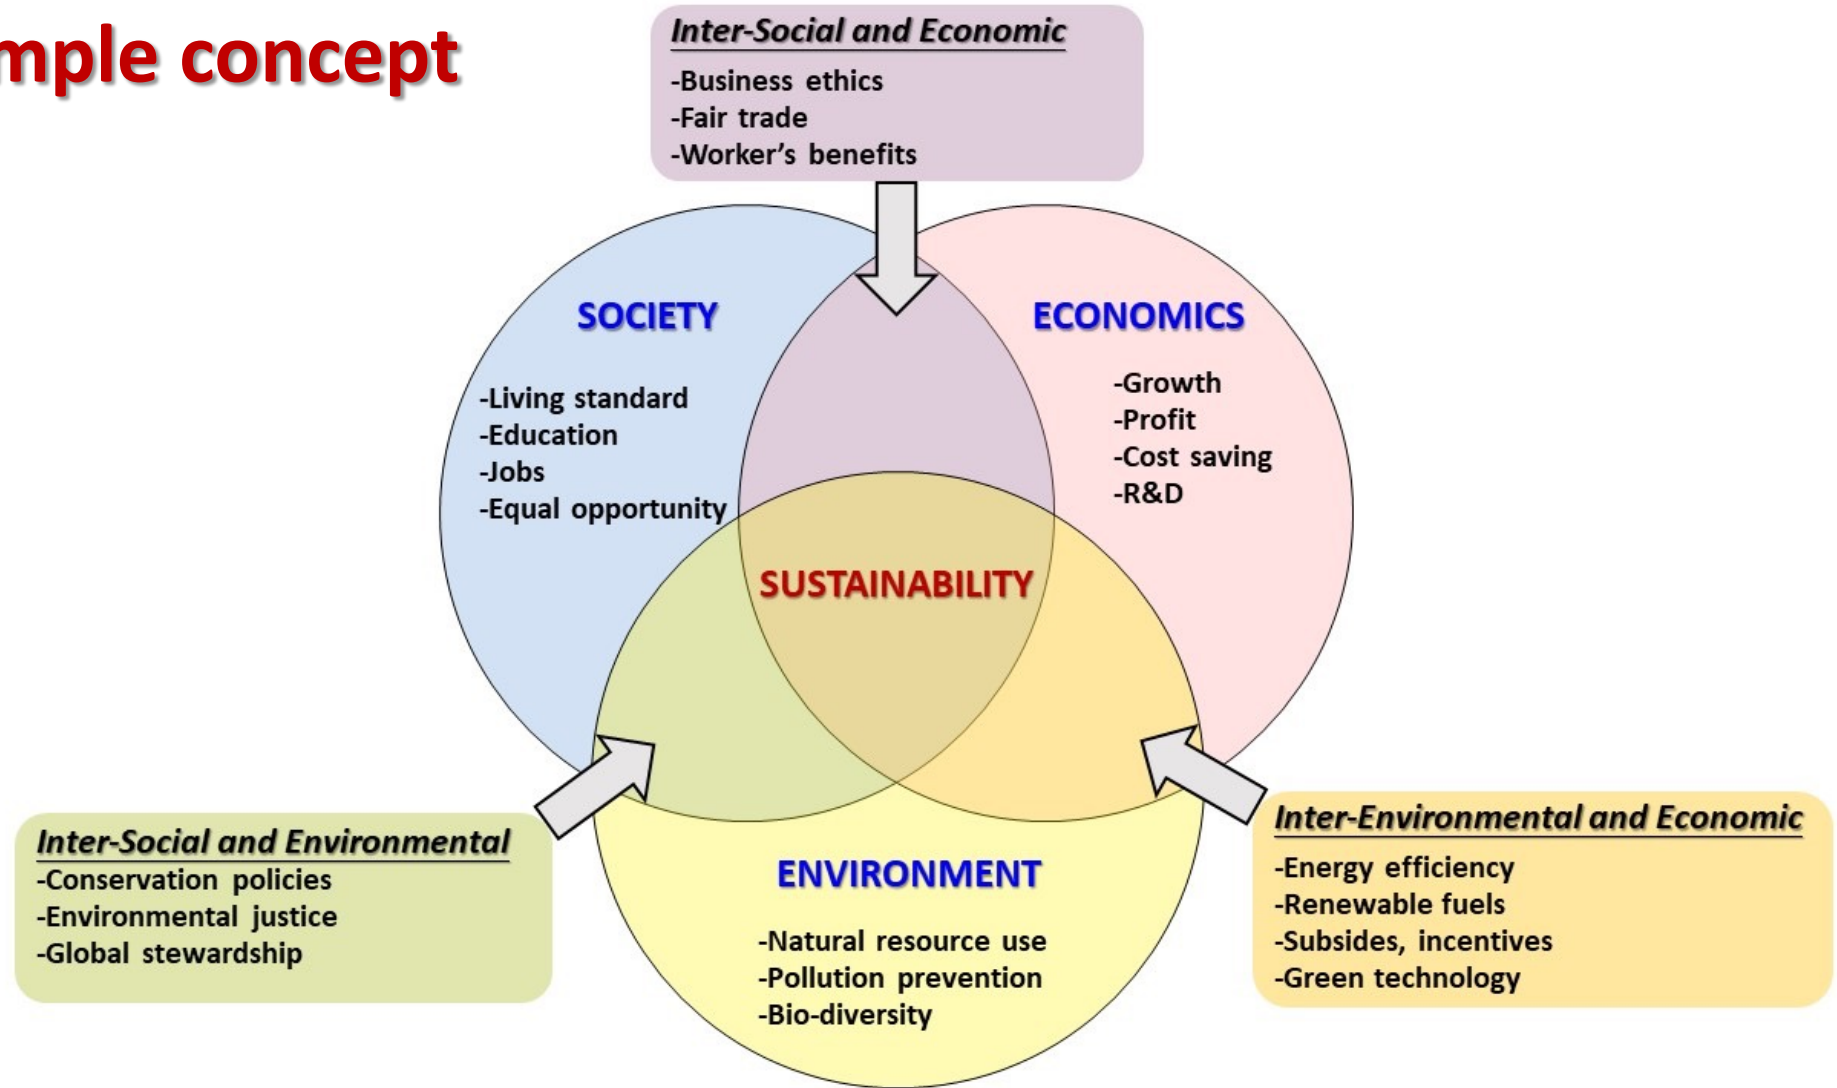 mple concept
Inter-Social and Economic
-Business ethics
-Fair trade
-Worker's benefits
SOCIETY
-Living standard
-Education
-Jobs
-Equal opportunity
ECONOMICS
-Growth
-Profit
-Cost saving
-R&D
SUSTAINABILITY
Inter-Social and Environmental
-Conservation policies
-Environmental justice
-Global stewardship
ENVIRONMENT
-Natural resource use
-Pollution prevention
-Bio-diversity
Inter-Environmental and Economic
-Energy efficiency
-Renewable fuels
-Subsides, incentives
-Green technology